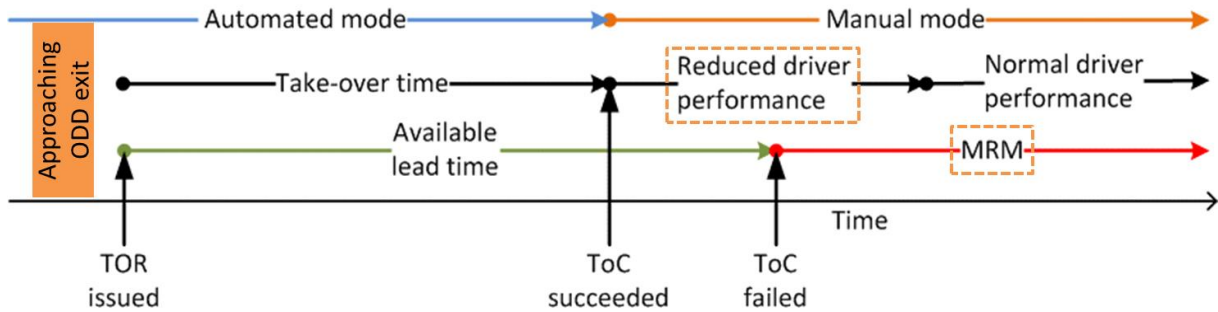 Automated mode
Manual mode
Approaching
ODD exit
Take-over time
Reduced driver
performance
Normal driver
performance
Available
lead time
MRM
Time
TOR
issued
ToC
succeeded
ToC
failed